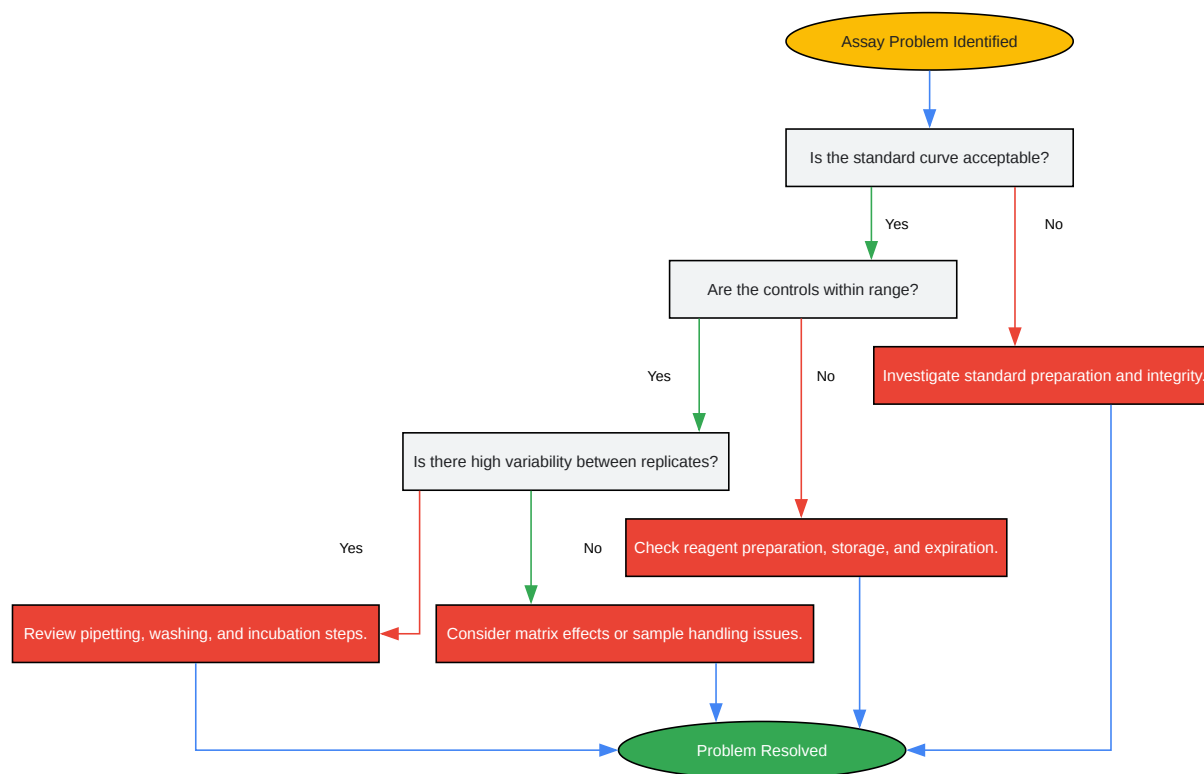 Assay Problem Identified
Is the standard curve acceptable?
Yes
No
Are the controls within range?
Yes
No
Investigate standard preparation and integrity.
Is there high variability between replicates?
Yes
No
Check reagent preparation, storage, and expiration.
Review pipetting, washing, and incubation steps.
Consider matrix effects or sample handling issues.
Problem Resolved